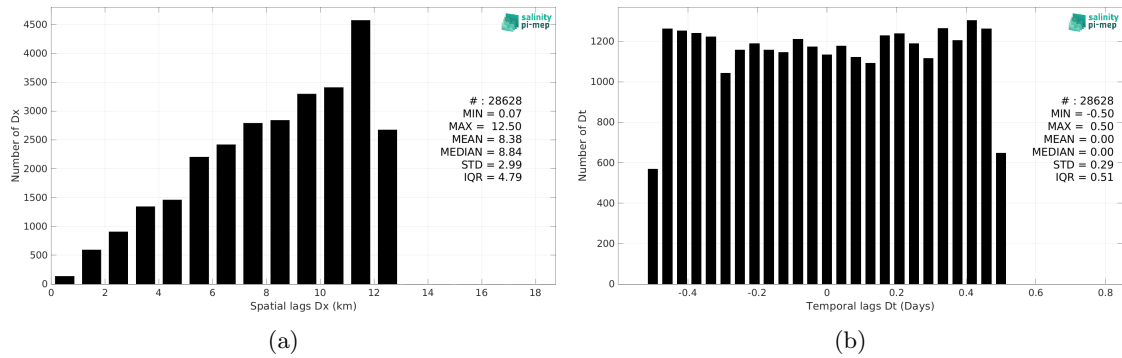 4500
4000
3500
3000
2500
2000
1500
1000
500
0
Number of Dx
salinity
pi-mep
# : 28628
MIN = 0.07
MAX = 12.50
MEAN = 8.38
MEDIAN = 8.84
STD = 2.99
IQR = 4.79
0 2 4 6 8 10 12 14 16 18
Spatial lags Dx (km)
(a)
1200
1000
800
600
400
200
0
Number of Dt
salinity
pi-mep
# : 28628
MIN = -0.50
MAX = 0.50
MEAN = 0.00
MEDIAN = 0.00
STD = 0.29
IQR = 0.51
-0.4 -0.2 0 0.2 0.4 0.6 0.8
Temporal lags Dt (Days)
(b)